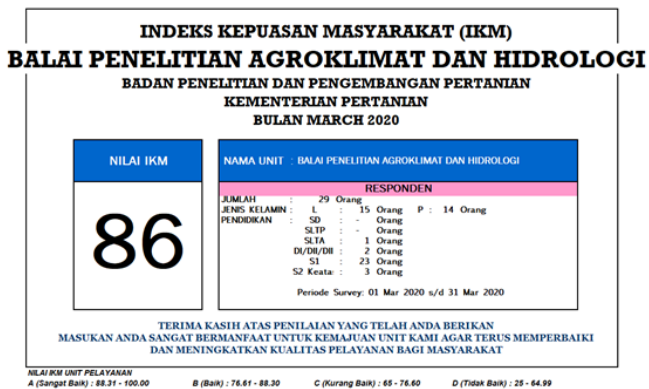 INDEKS KEPUASAN MASYARAKAT (IKM)
BALAI PENELITIAN AGROKLIMAT DAN HIDROLOGI
BADAN PENELITIAN DAN PENGEMBANGAN PERTANIAN
KEMENTERIAN PERTANIAN
BULAN MARCH 2020
NILAI IKM
86
NAMA UNIT : BALAI PENELITIAN AGROKLIMAT DAN HIDROLOGI
RESPONDEN
JUMLAH : 29 Orang
JENIS KELAMIN : L : 15 Orang P : 14 Orang
PENDIDIKAN : SD : - Orang
SLTP : - Orang
SLTA : 1 Orang
DI/DII/DII : 2 Orang
S1 : 23 Orang
S2 Keata : 3 Orang
Periode Survey: 01 Mar 2020 s/d 31 Mar 2020
TERIMA KASIH ATAS PENILAIAN YANG TELAH ANDA BERIKAN
MASUKAN ANDA SANGAT BERMANFAAT UNTUK KEMAJUAN UNIT KAMI AGAR TERUS MEMPERBAIKI
DAN MENINGKATKAN KUALITAS PELAYANAN BAGI MASYARAKAT
NILAI IKM UNIT PELAYANAN
A (Sangat Baik) : 88.31 - 100.00 B (Baik) : 76.61 - 88.30 C (Kurang Baik) : 65 - 76.60 D (Tidak Baik) : 25 - 64.99